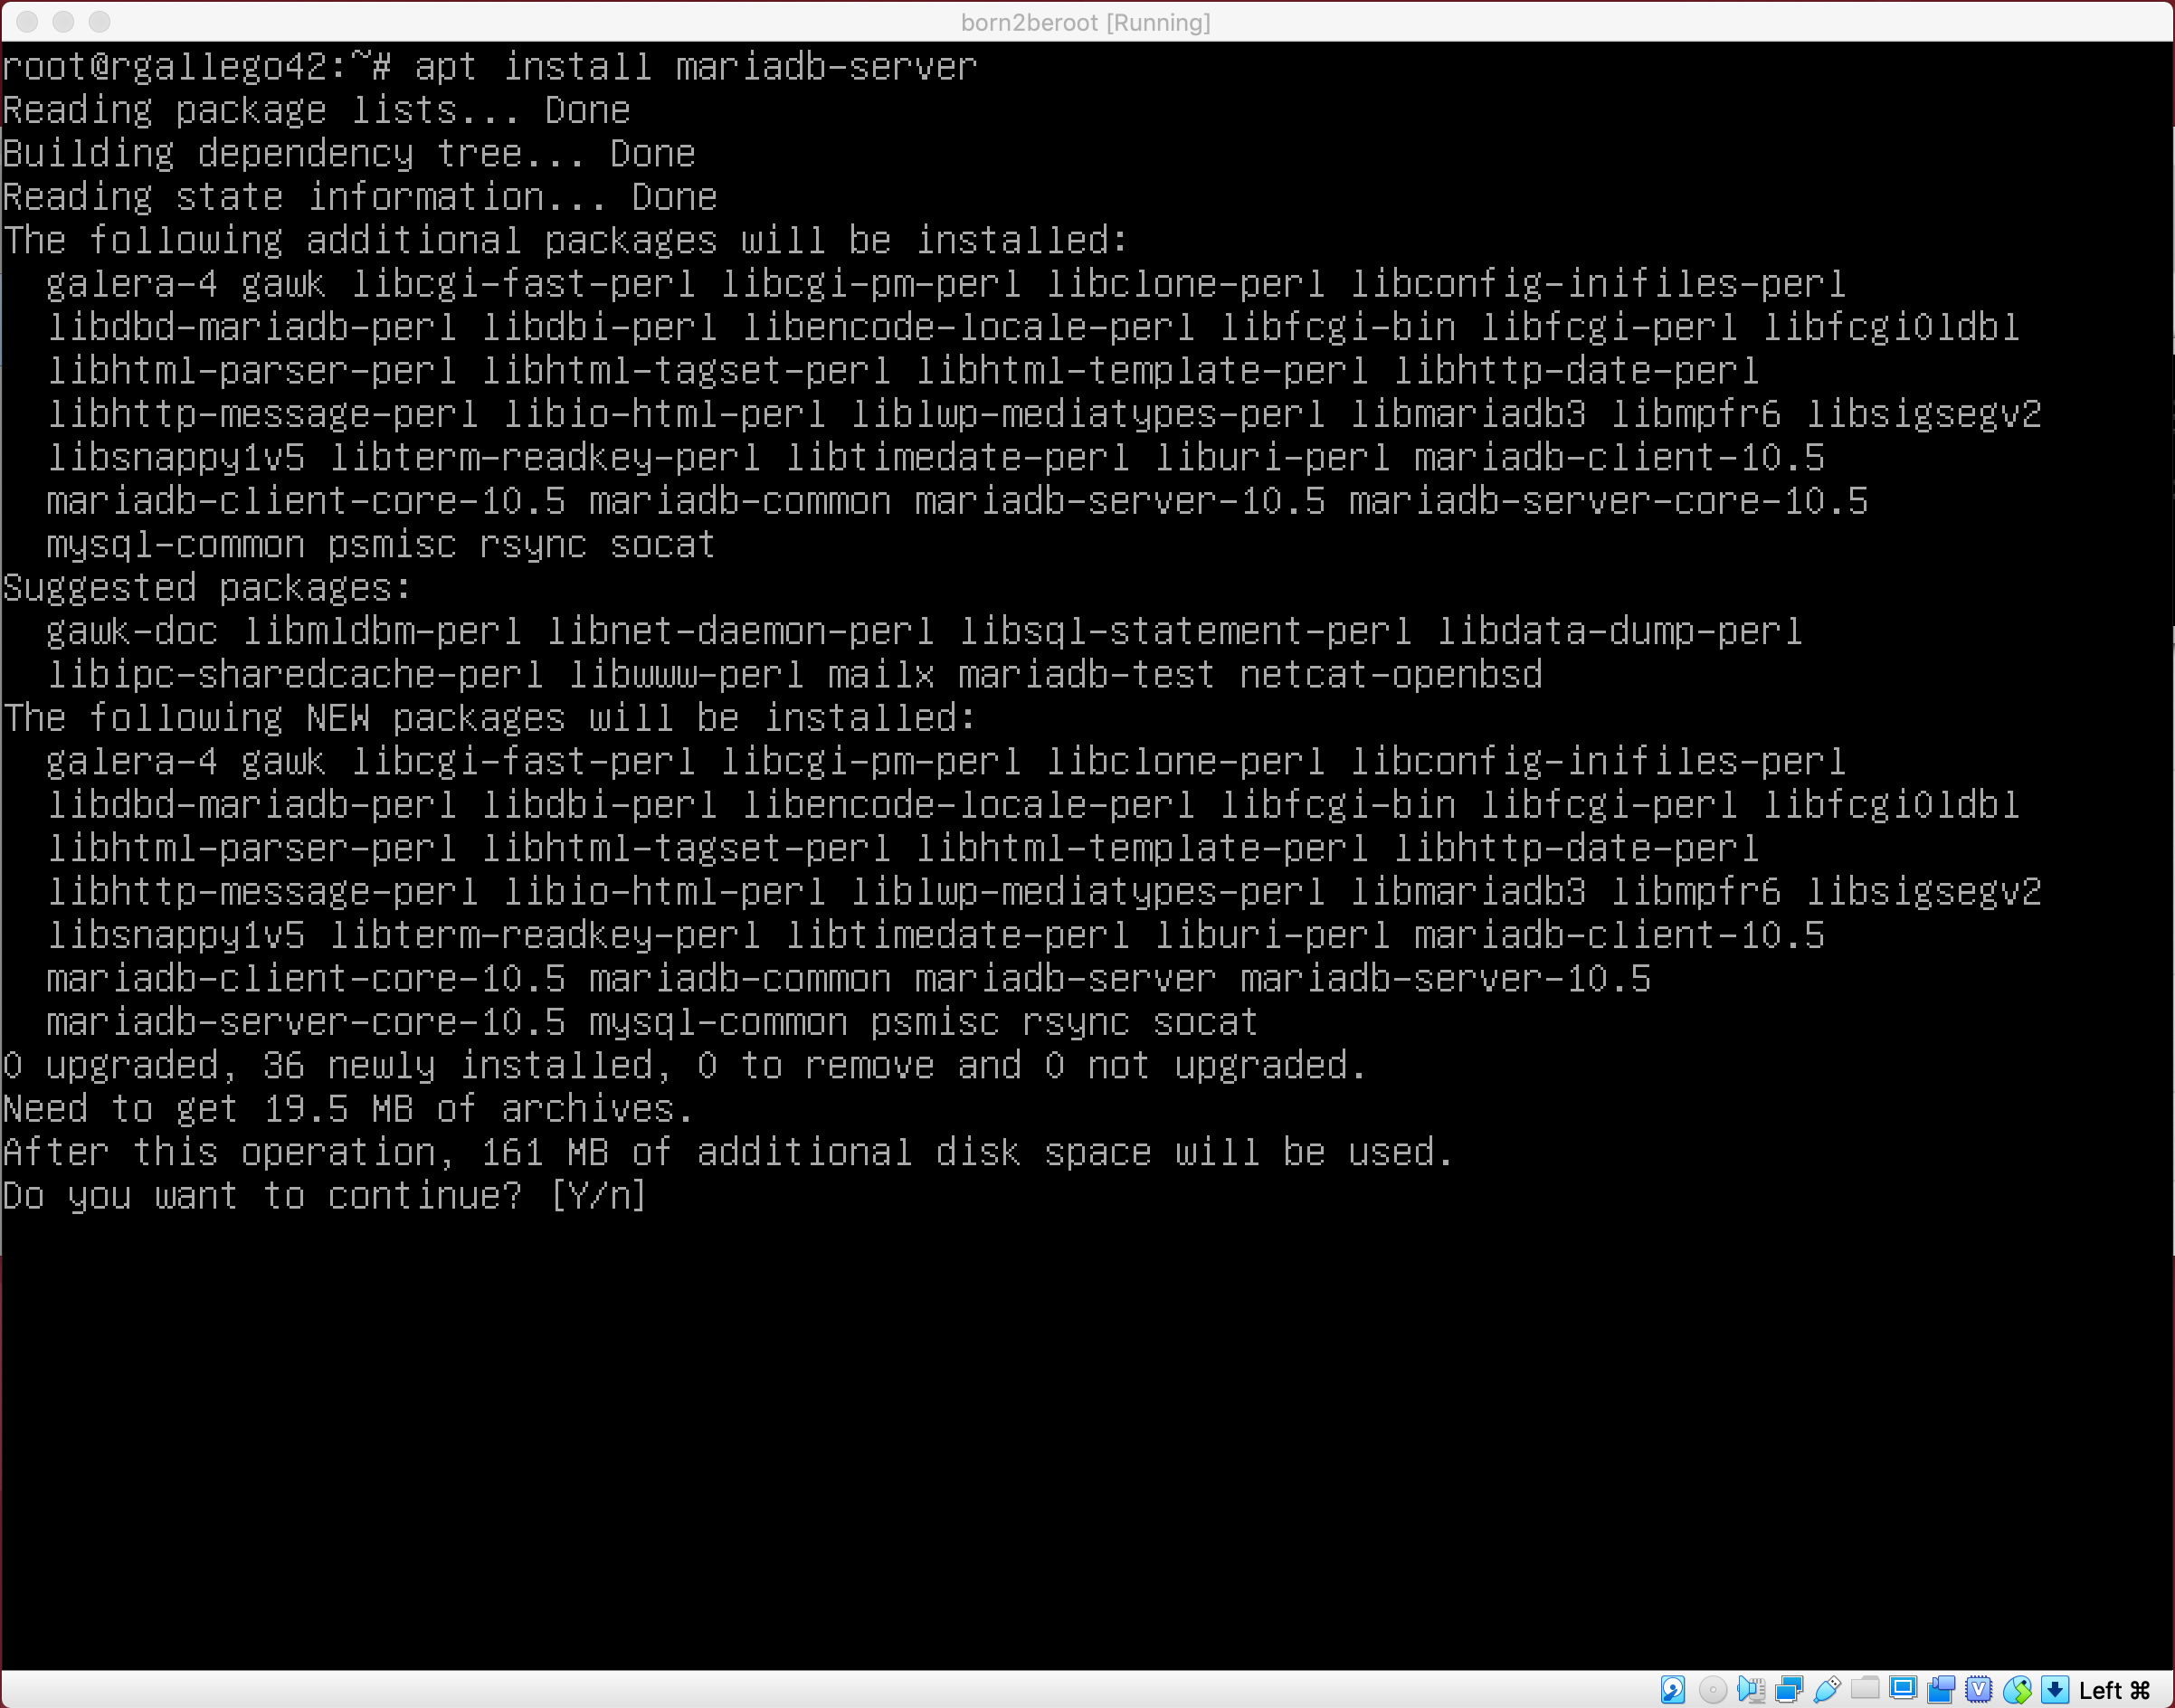 born2beroot [Running]
root@rgallego42:~# apt install mariadb-server
Reading package lists... Done
Building dependency tree... Done
Reading state information... Done
The following additional packages will be installed:
  galera-4 gawk libcgi-fast-perl libcgi-pm-perl libclone-perl libconfig-inifiles-perl
  libdbd-mariadb-perl libdbi-perl libencode-locale-perl libfcgi-bin libfcgi-perl libfcgi0ldbl
  libhtml-parser-perl libhtml-tagset-perl libhtml-template-perl libhttp-date-perl
  libhttp-message-perl libio-html-perl liblwp-mediatypes-perl libmariadb3 libmpfr6 libsigsegv2
  libsnappy1v5 libterm-readkey-perl libtimedate-perl liburi-perl mariadb-client-10.5
  mariadb-client-core-10.5 mariadb-common mariadb-server-10.5 mariadb-server-core-10.5
  mysql-common psmisc rsync socat
Suggested packages:
  gawk-doc libmldbm-perl libnet-daemon-perl libsql-statement-perl libdata-dump-perl
  libipc-sharedcache-perl libwww-perl mailx mariadb-test netcat-openbsd
The following NEW packages will be installed:
  galera-4 gawk libcgi-fast-perl libcgi-pm-perl libclone-perl libconfig-inifiles-perl
  libdbd-mariadb-perl libdbi-perl libencode-locale-perl libfcgi-bin libfcgi-perl libfcgi0ldbl
  libhtml-parser-perl libhtml-tagset-perl libhtml-template-perl libhttp-date-perl
  libhttp-message-perl libio-html-perl liblwp-mediatypes-perl libmariadb3 libmpfr6 libsigsegv2
  libsnappy1v5 libterm-readkey-perl libtimedate-perl liburi-perl mariadb-client-10.5
  mariadb-client-core-10.5 mariadb-common mariadb-server mariadb-server-10.5
  mariadb-server-core-10.5 mysql-common psmisc rsync socat
0 upgraded, 36 newly installed, 0 to remove and 0 not upgraded.
Need to get 19.5 MB of archives.
After this operation, 161 MB of additional disk space will be used.
Do you want to continue? [Y/n]
Left ⌘